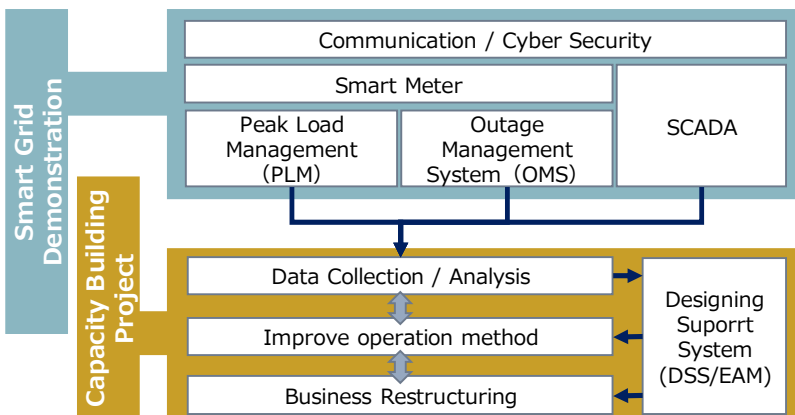 Smart Grid
Demonstration
Communication / Cyber Security
Smart Meter
Peak Load
Management
(PLM)
Outage
Management
System（OMS）
SCADA
Capacity Building
Project
Data Collection / Analysis
Improve operation method
Business Restructuring
Designing
Suporrt
System
(DSS/EAM)